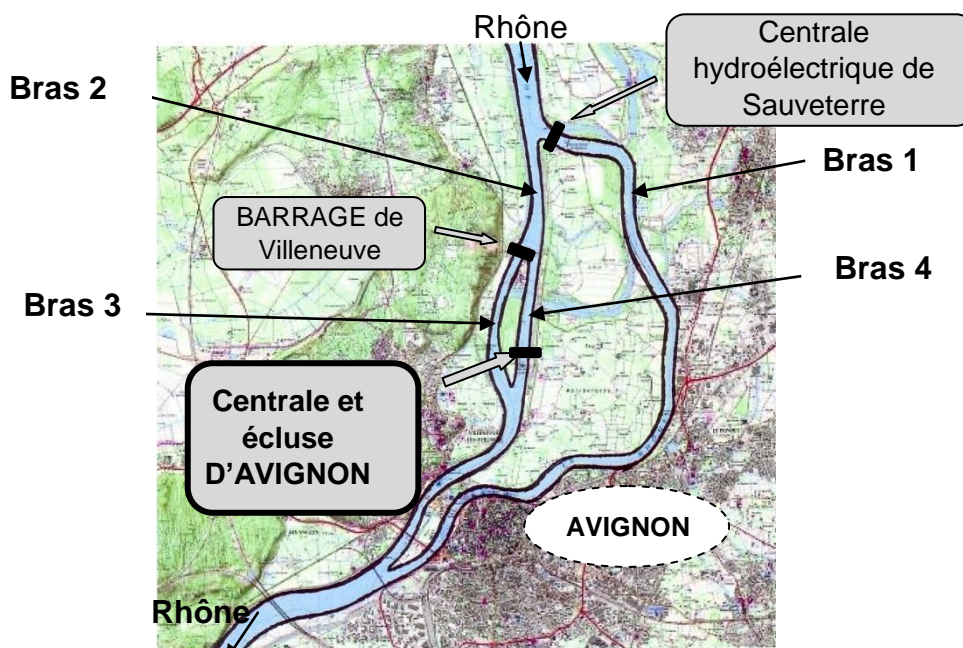 Rhône
Centrale
hydroélectrique de
Sauveterre
Bras 2
Bras 1
BARRAGE de
Villeneuve
Bras 4
Bras 3
Centrale et
écluse
D’AVIGNON
AVIGNON
Rhône